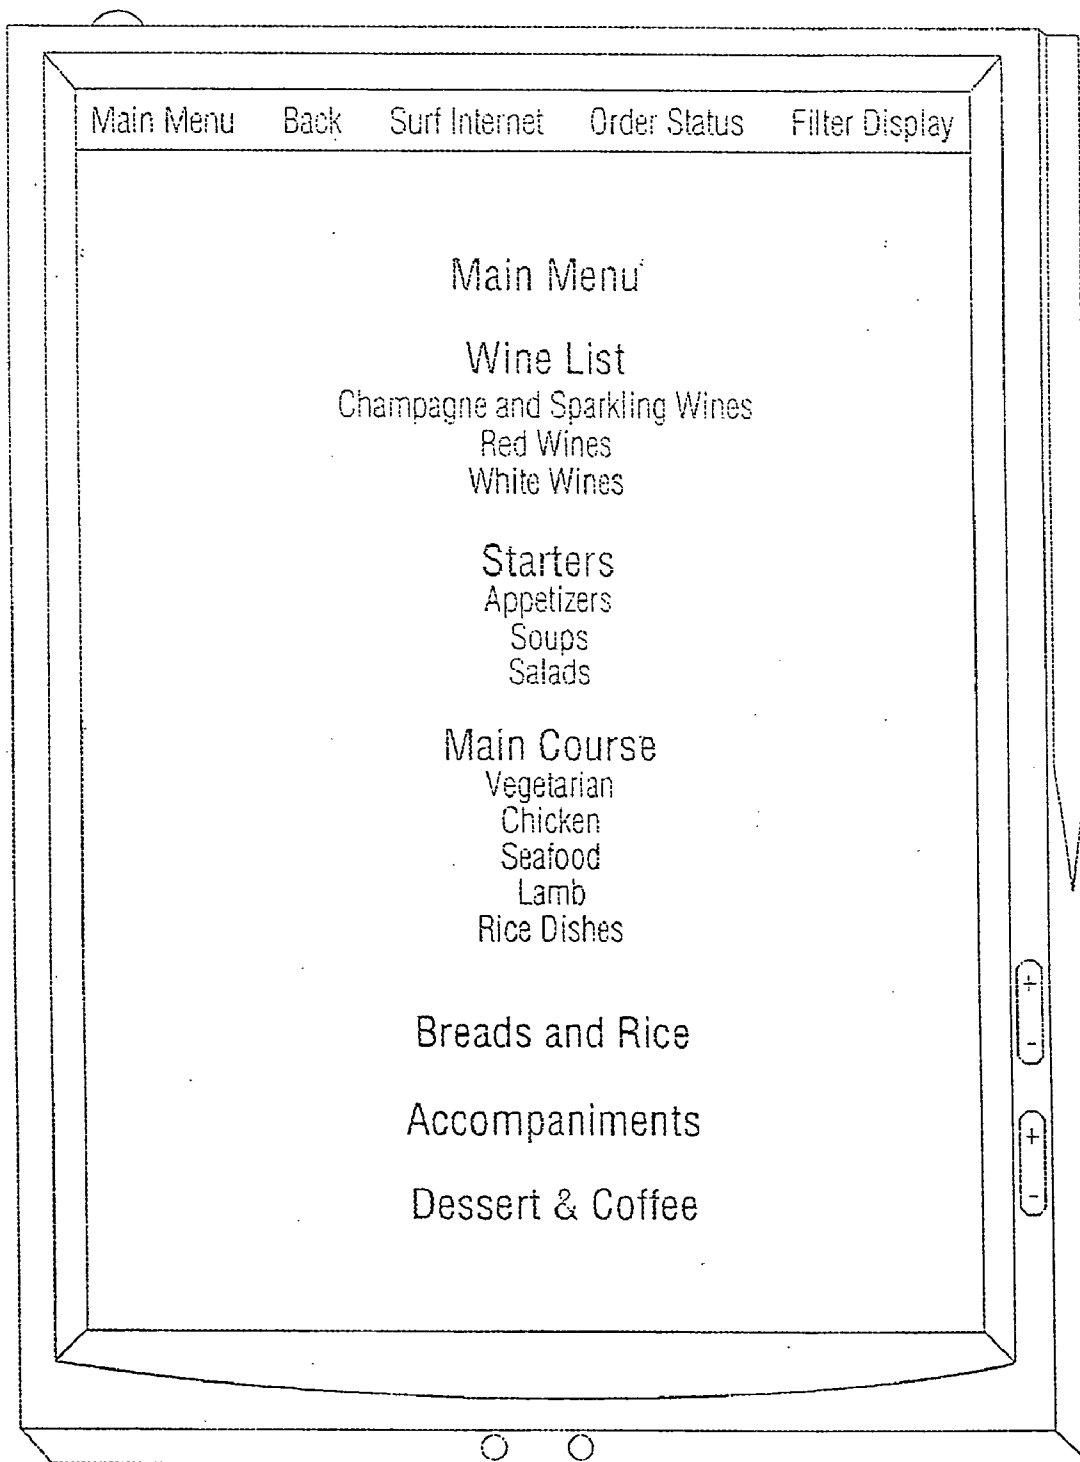 Main Menu Back Surf Internet Order Status Filter Display
Main Menu
Wine List
Champagne and Sparkling Wines
Red Wines
White Wines
Starters
Appetizers
Soups
Salads
Main Course
Vegetarian
Chicken
Seafood
Lamb
Rice Dishes
+
-
Breads and Rice
+
Accompaniments
-
Dessert & Coffee